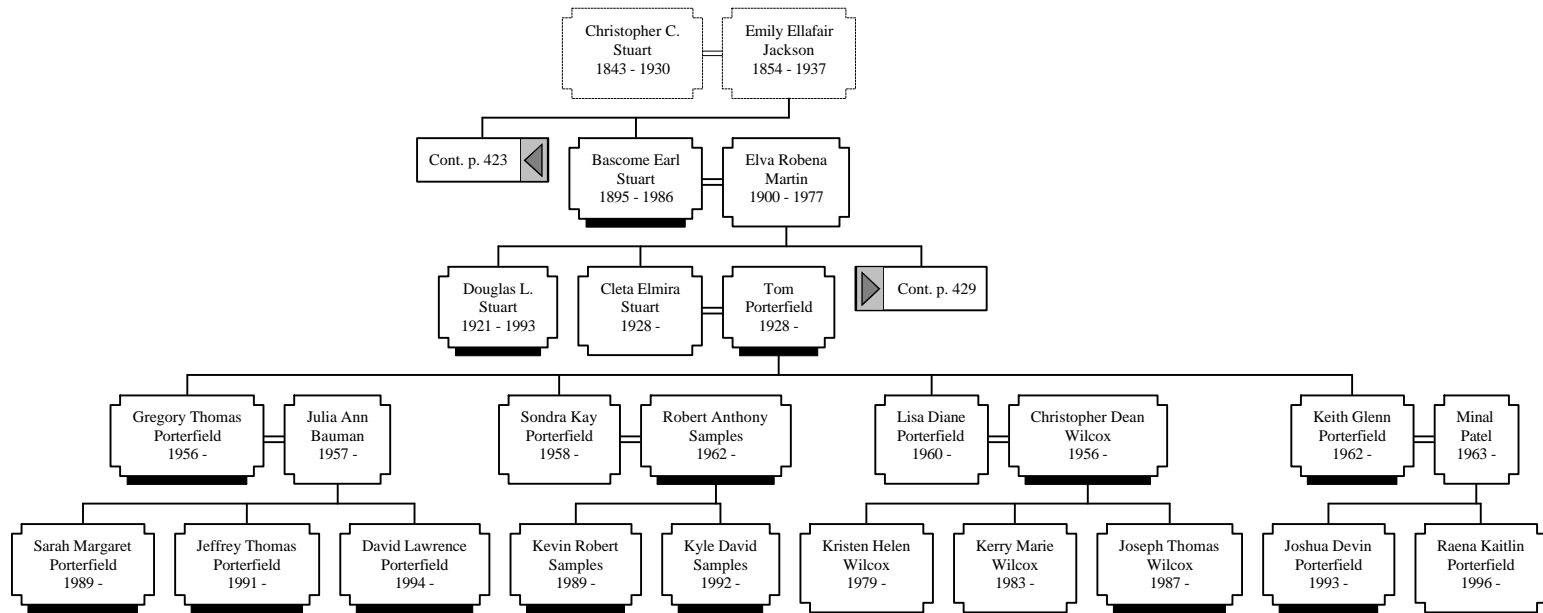 Christopher C.
Stuart
1843 - 1930
Emily Ellafair
Jackson
1854 - 1937
Cont. p. 423
Bascome Earl
Stuart
1895 - 1986
Elva Robena
Martin
1900 - 1977
Douglas L.
Stuart
1921 - 1993
Cleta Elmira
Stuart
1928 -
Tom
Porterfield
1928 -
Cont. p. 429
Gregory Thomas
Porterfield
1956 -
Julia Ann
Bauman
1957 -
Sondra Kay
Porterfield
1958 -
Robert Anthony
Samples
1962 -
Lisa Diane
Porterfield
1960 -
Christopher Dean
Wilcox
1956 -
Keith Glenn
Porterfield
1962 -
Minal
Patel
1963 -
Sarah Margaret
Porterfield
1989 -
Jeffrey Thomas
Porterfield
1991 -
David Lawrence
Porterfield
1994 -
Kevin Robert
Samples
1989 -
Kyle David
Samples
1992 -
Kristen Helen
Wilcox
1979 -
Kerry Marie
Wilcox
1983 -
Joseph Thomas
Wilcox
1987 -
Joshua Devin
Porterfield
1993 -
Raena Kaitlin
Porterfield
1996 -